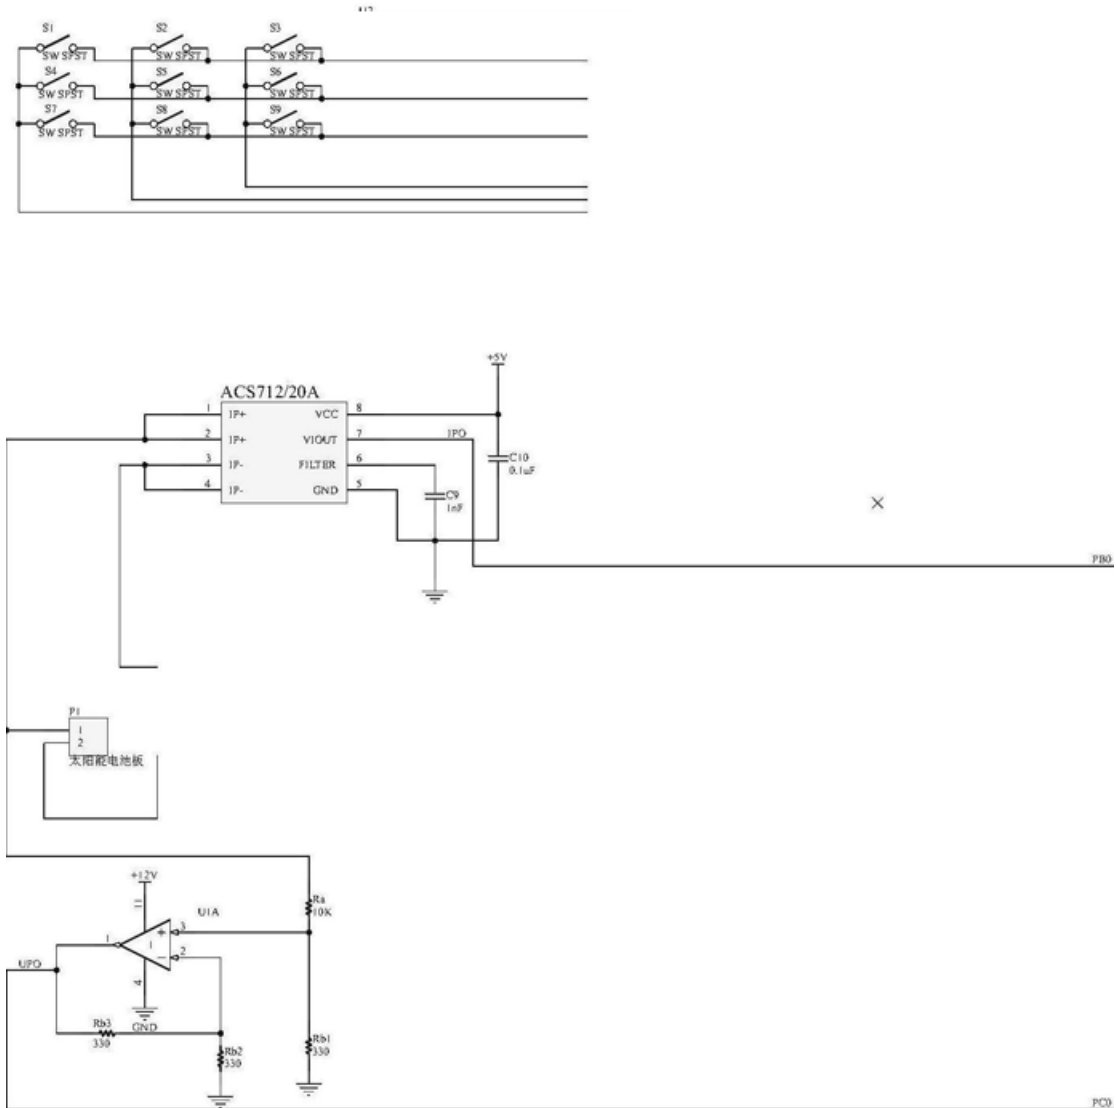 S1 S2 S3
SW SPST SW SPST SW SPST
S4 S5 S6
SW SPST SW SPST SW SPST
S7 S8 S9
SW SPST SW SPST SW SPST
+5V
ACS712/20A
1 IP+ VCC 8
2 IP+ VIOUT 7 IPO
3 IP- FILTER 6
4 IP- GND 5
C10
0.1uF
C9
1nF
PB0
P1
1
2
太阳能电池板
+12V
11
U1A
Ra
10K
1 + 3
- 2
UPO
4
GND
Rb3
330
Rb2
330
Rb1
330
PC0